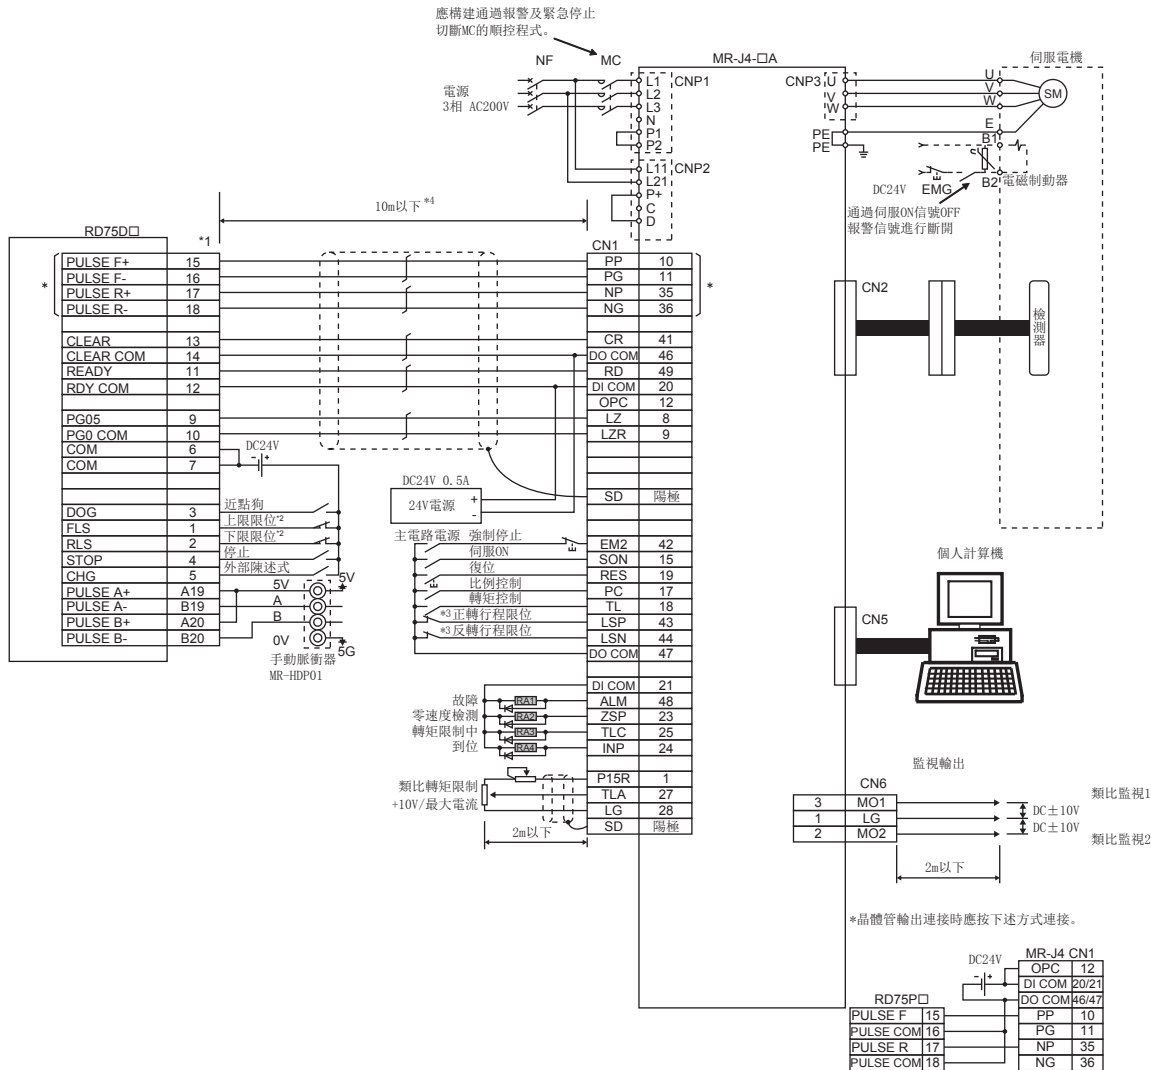 應構建通過報警及緊急停止
切斷MC的順控程式。
NF MC MR-J4-□A 伺服電機
電源
3相 AC200V
L1 CNP1
L2
L3
N
P1
P2
L11 CNP2
L21
P+
C
D
CNP3 U
V
W
PE
PE
U
V
W
SM
E
B1
B2 電磁制動器
DC24V EMG
通過伺服ON信號OFF
報警信號進行斷開
10m以下*4
RD75D□ *1
CN1
* PULSE F+ 15 PP 10 *
PULSE F- 16 PG 11
PULSE R+ 17 NP 35
PULSE R- 18 NG 36
CLEAR 13 CR 41
CLEAR COM 14 DO COM 46
READY 11 RD 49
RDY COM 12 DI COM 20
OPC 12
PG05 9 LZ 8
PG0 COM 10 LZR 9
COM 6 DC24V
COM 7
DC24V 0.5A
24V電源 + -
SD 陽極
DOG 3 近點狗
FLS 1 上限限位*2
RLS 2 下限限位*2
STOP 4 停止
CHG 5 外部陳述式
PULSE A+ A19 5V 5V
PULSE A- B19 A
PULSE B+ A20 B
PULSE B- B20 0V 5G
手動脈衝器
MR-HDP01
主電路電源 強制停止 EM2 42
伺服ON SON 15
復位 RES 19
比例控制 PC 17
轉矩控制 TL 18
*3正轉行程限位 LSP 43
*3反轉行程限位 LSN 44
DO COM 47
DI COM 21
故障 RA1 ALM 48
零速度檢測 RA2 ZSP 23
轉矩限制中 RA3 TLC 25
到位 RA4 INP 24
P15R 1
類比轉矩限制 TLA 27
+10V/最大電流 LG 28
SD 陽極
2m以下
CN2
檢測器
個人計算機
CN5
監視輸出
CN6
3 MO1 類比監視1
DC±10V
1 LG
DC±10V
2 MO2 類比監視2
2m以下
*晶體管輸出連接時應按下述方式連接。
MR-J4 CN1
DC24V OPC 12
DI COM 20/21
RD75P□ DO COM 46/47
PULSE F 15 PP 10
PULSE COM 16 PG 11
PULSE R 17 NP 35
PULSE COM 18 NG 36